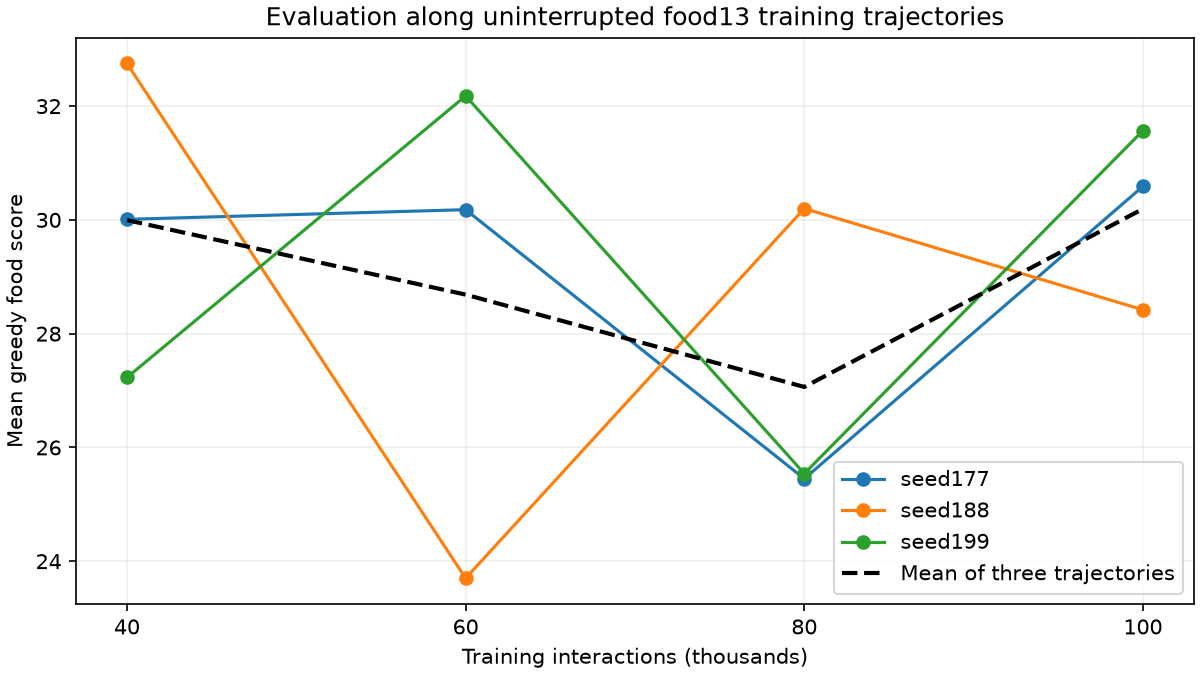 Evaluation along uninterrupted food13 training trajectories
Mean greedy food score
32
30
28
26
24
seed177
seed188
seed199
Mean of three trajectories
40 60 80 100
Training interactions (thousands)